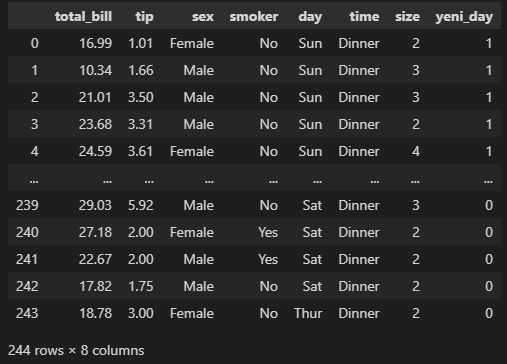 total_bill tip sex smoker day time size yeni_day
0 16.99 1.01 Female No Sun Dinner 2 1
1 10.34 1.66 Male No Sun Dinner 3 1
2 21.01 3.50 Male No Sun Dinner 3 1
3 23.68 3.31 Male No Sun Dinner 2 1
4 24.59 3.61 Female No Sun Dinner 4 1
... ... ... ... ... ... ... ... ...
239 29.03 5.92 Male No Sat Dinner 3 0
240 27.18 2.00 Female Yes Sat Dinner 2 0
241 22.67 2.00 Male Yes Sat Dinner 2 0
242 17.82 1.75 Male No Sat Dinner 2 0
243 18.78 3.00 Female No Thur Dinner 2 0
244 rows × 8 columns